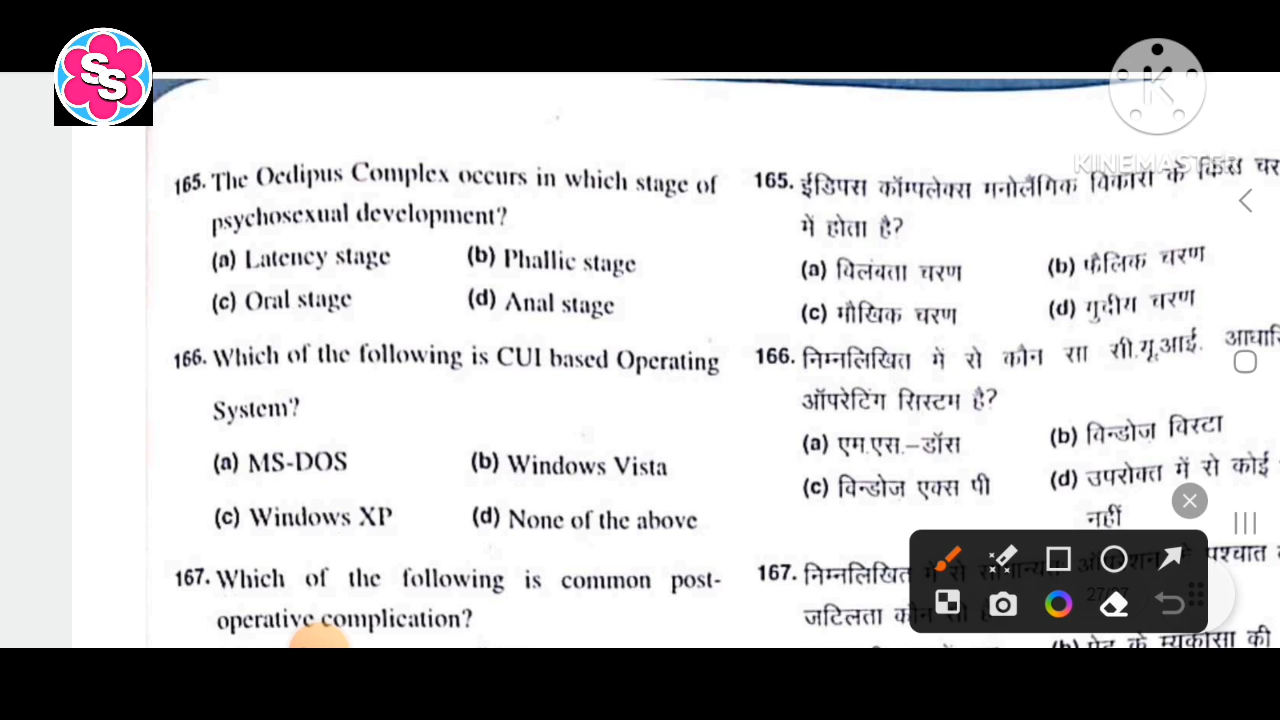 SS
KINEMASTER
165. The Oedipus Complex occurs in which stage of
psychosexual development?
(a) Latency stage (b) Phallic stage
(c) Oral stage (d) Anal stage
166. Which of the following is CUI based Operating
System?
(a) MS-DOS (b) Windows Vista
(c) Windows XP (d) None of the above
167. Which of the following is common post-
operative complication?
165. ईडिपस कॉम्पलेक्स मनोलैंगिक विकारा के किस
में होता है?
(a) विलंबता चरण (b) फैलिक चरण
(c) मौखिक चरण (d) गुदीय चरण
166. निम्नलिखित में से कौन सा सी.यू.आई.
ऑपरेटिंग सिस्टम है?
(a) एम.एस.–डॉस (b) विन्डोज़ विस्टा
(c) विन्डोज़ एक्स पी (d) उपरोक्त में से कोई
नहीं
167. निम्नलिखित में से पश्चात
जटिलता
(b) पेट के म्यूकोसा की